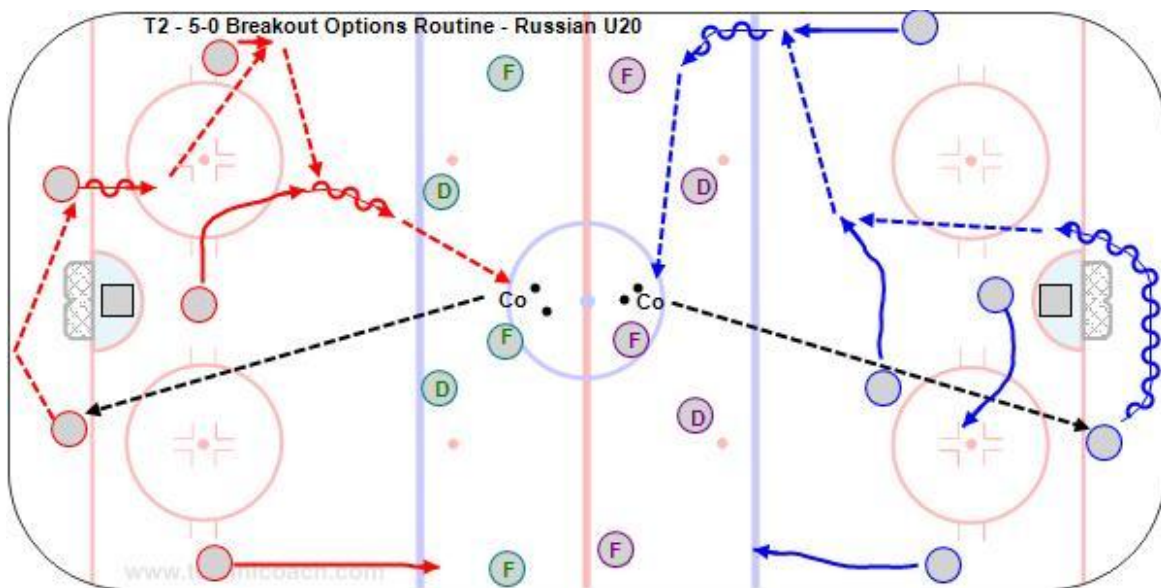 T2 - 5-0 Breakout Options Routine - Russian U20
F F
D D
Co Co
F F
D D
F F